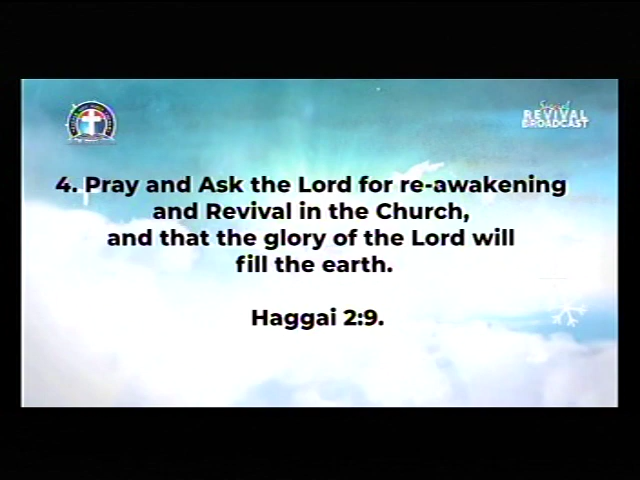 Special
REVIVAL
BROADCAST
4. Pray and Ask the Lord for re-awakening
and Revival in the Church,
and that the glory of the Lord will
fill the earth.
Haggai 2:9.